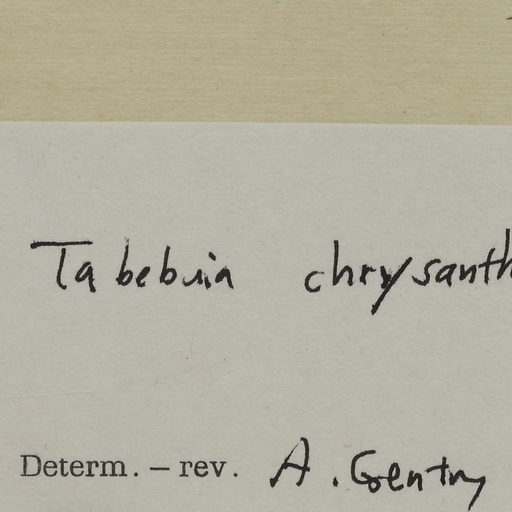 Tabebuia chrysanth
Determ. – rev. A. Gentry